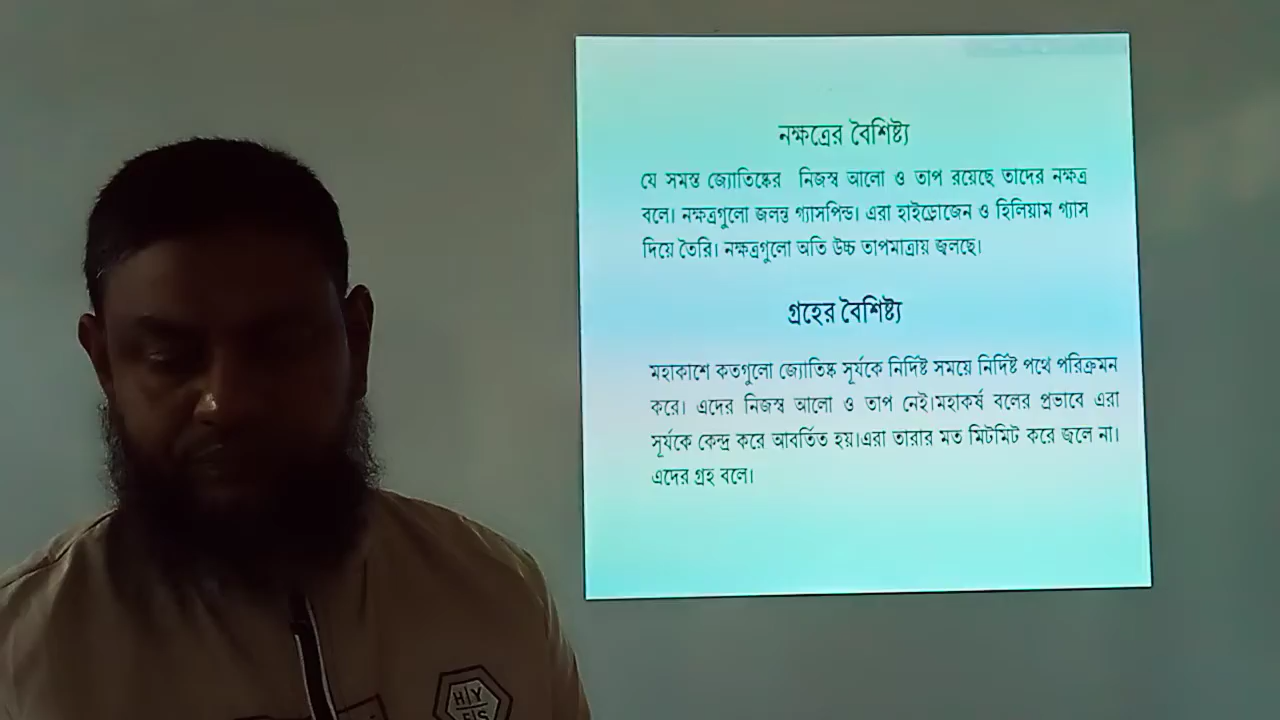 নক্ষত্রের বৈশিষ্ট্য
যে সমস্ত জ্যোতিষ্কের নিজস্ব আলো ও তাপ রয়েছে তাদের নক্ষত্র
বলে। নক্ষত্রগুলো জলন্ত গ্যাসপিন্ড। এরা হাইড্রোজেন ও হিলিয়াম গ্যাস
দিয়ে তৈরি। নক্ষত্রগুলো অতি উচ্চ তাপমাত্রায় জ্বলছে।
গ্রহের বৈশিষ্ট্য
মহাকাশে কতগুলো জ্যোতিষ্ক সূর্যকে নির্দিষ্ট সময়ে নির্দিষ্ট পথে পরিক্রমন
করে। এদের নিজস্ব আলো ও তাপ নেই।মহাকর্ষ বলের প্রভাবে এরা
সূর্যকে কেন্দ্র করে আবর্তিত হয়।এরা তারার মত মিটমিট করে জলে না।
এদের গ্রহ বলে।
H|Y
F|S